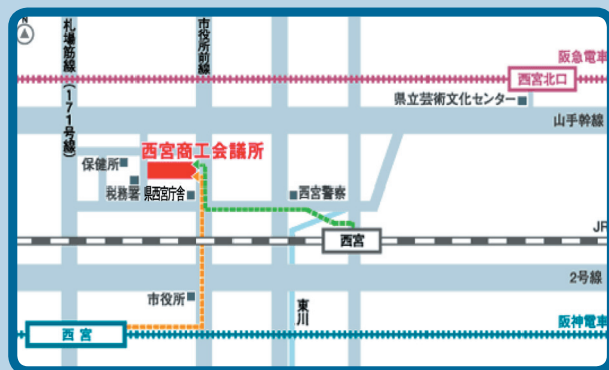 N
札場筋線(171号線)
市役所前線
阪急電車
西宮北口
県立芸術文化センター
山手幹線
西宮商工会議所
保健所
税務署
県西宮庁舎
西宮警察
JR
西宮
2号線
市役所
東川
西宮
阪神電車